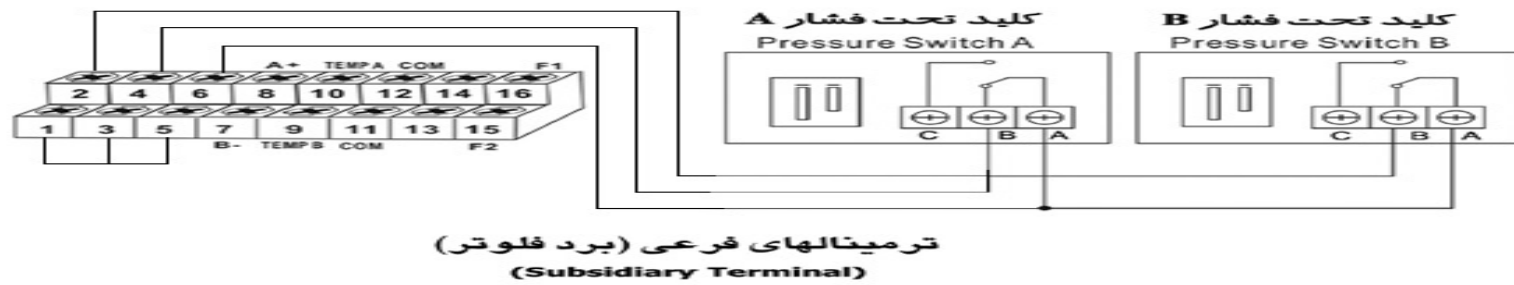 کلید تحت فشار A
Pressure Switch A
کلید تحت فشار B
Pressure Switch B
A+ TEMPA COM F1
2 4 6 8 10 12 14 16
1 3 5 7 9 11 13 15
B- TEMPB COM F2
C B A
C B A
ترمینالهای فرعی (برد فلوتر)
(Subsidiary Terminal)